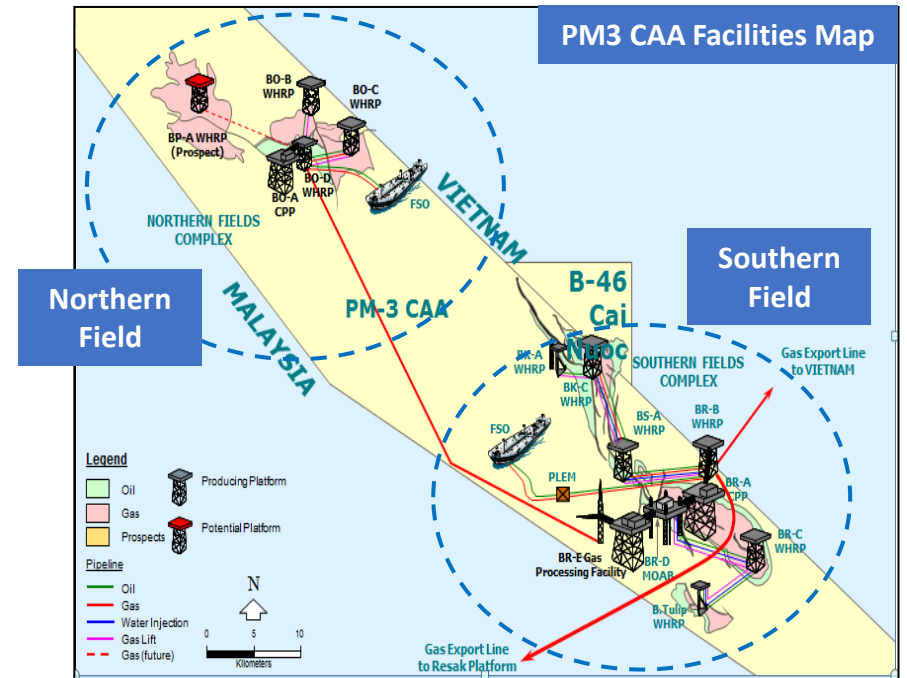 PM3 CAA Facilities Map
BO-B
WHRP
BO-C
WHRP
BP-A WHRP
(Prospect)
BO-D
WHRP
BO-A
CPP
FSO
NORTHERN FIELDS
COMPLEX
VIETNAM
Northern
Field
MALAYSIA
PM-3 CAA
B-46
Cai
Nuoc
Southern
Field
SOUTHERN FIELDS
COMPLEX
Gas Export Line
to VIETNAM
BK-A
WHRP
BK-C
WHRP
BS-A
WHRP
BR-B
WHRP
FSO
PLEM
BR-A
CPP
BR-C
WHRP
BR-E Gas
Processing Facility
BR-D
MOAB
B.Tulip
WHRP
Gas Export Line
to Resak Platform
Legend
Oil
Gas
Prospects
Producing Platform
Potential Platform
Pipeline
Oil
Gas
Water Injection
Gas Lift
Gas (future)
N
0 5 10
Kilometers